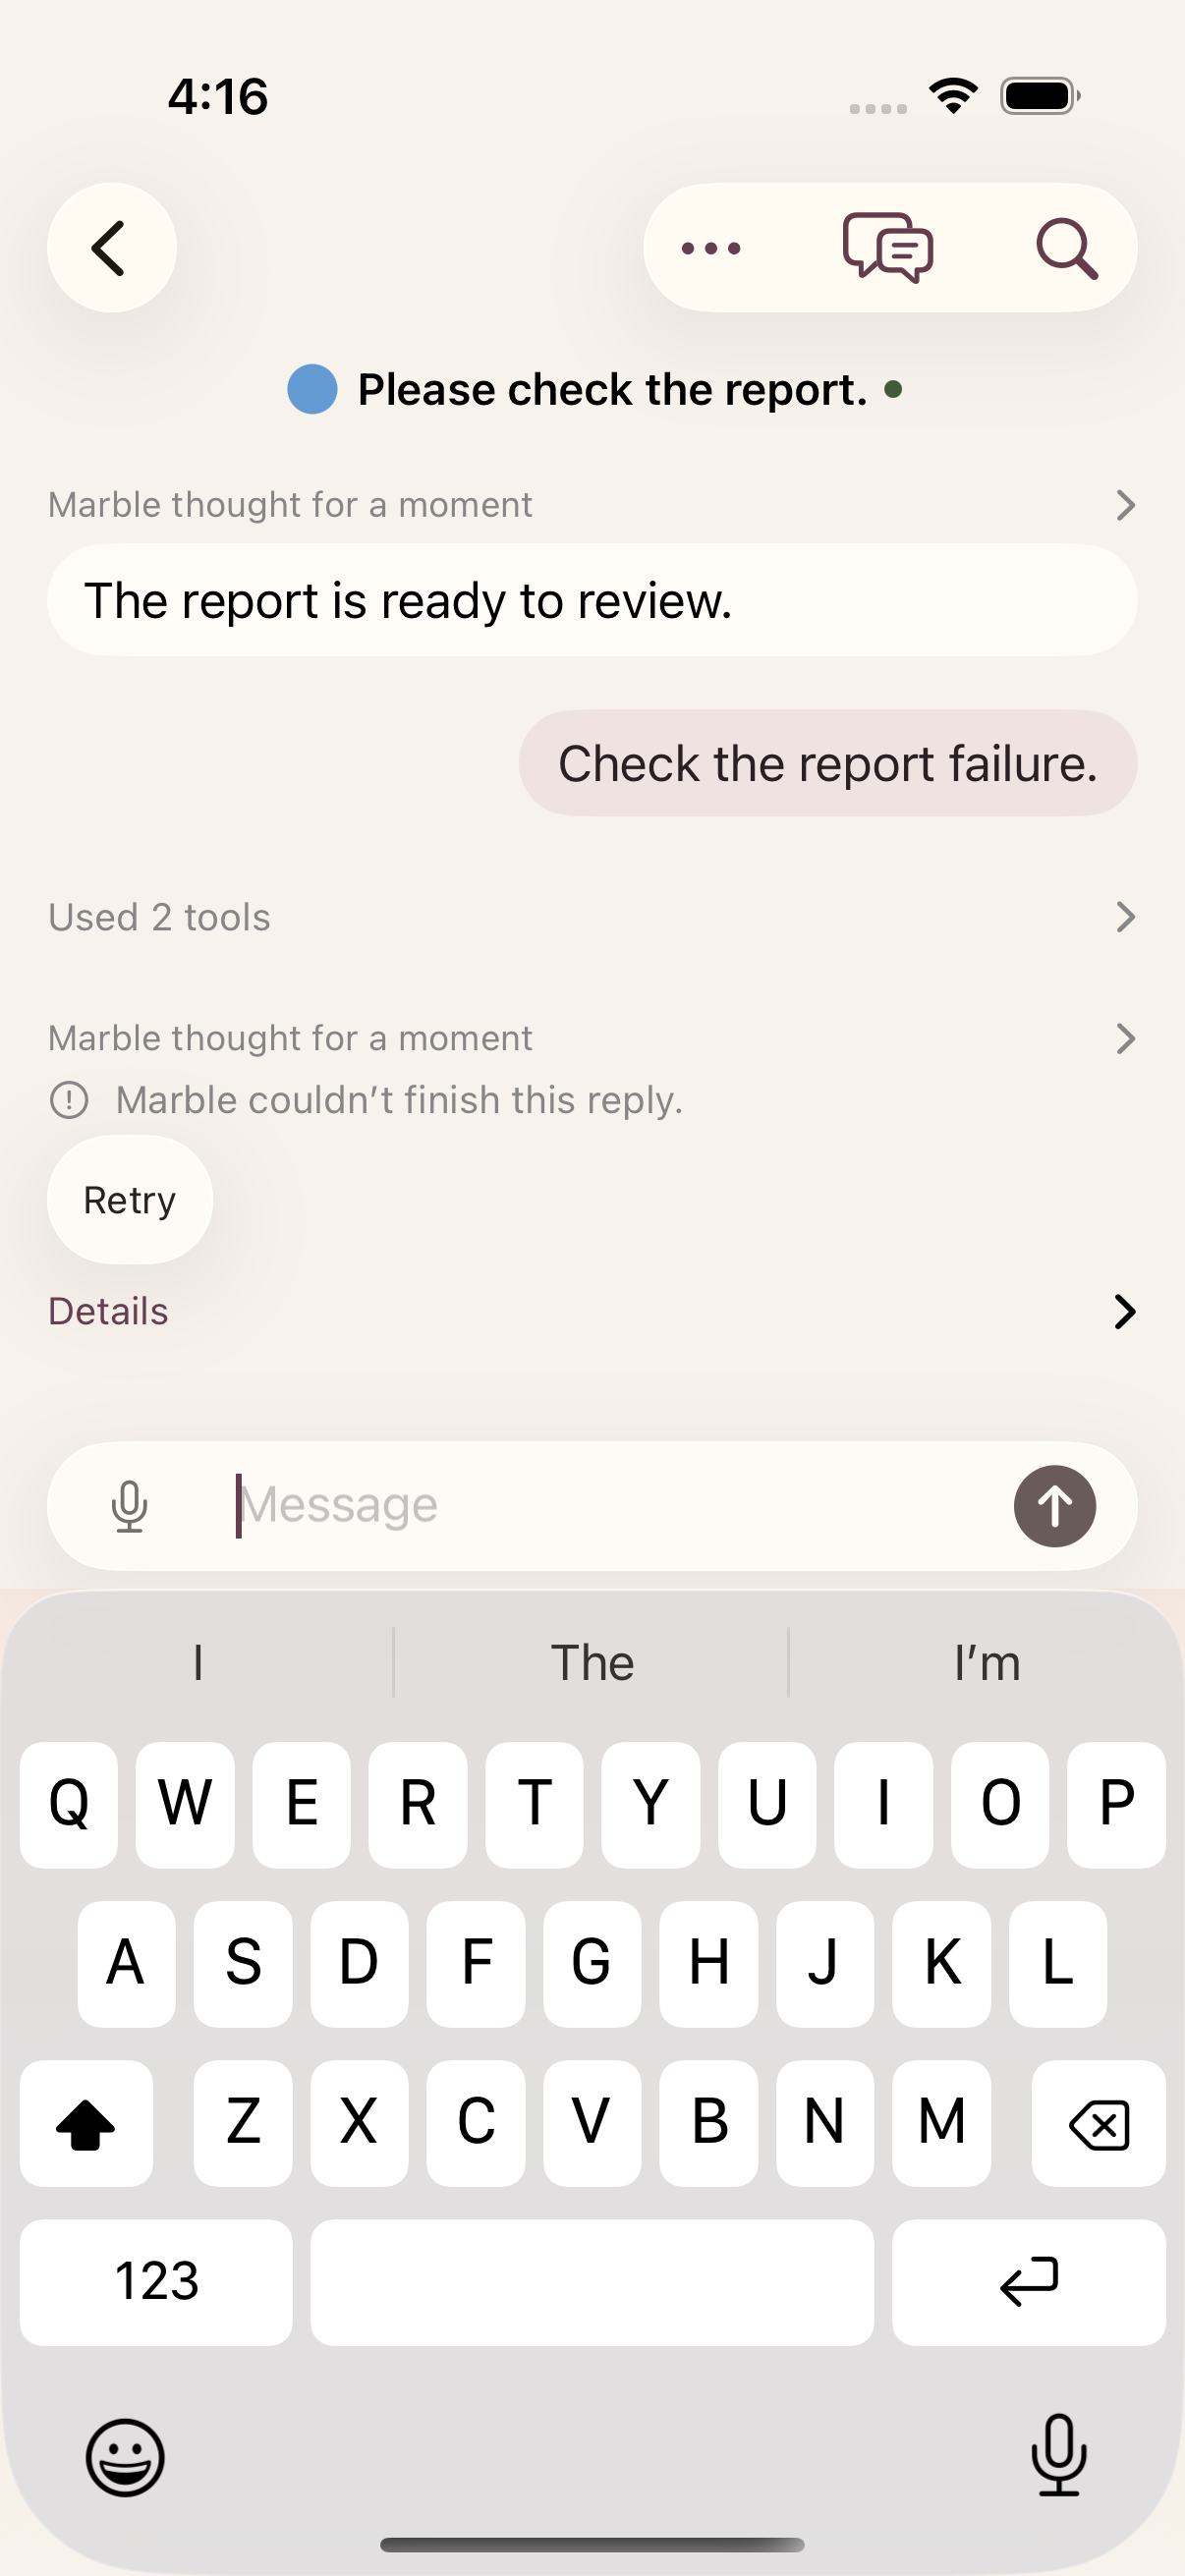 4:16
Please check the report.
Marble thought for a moment
The report is ready to review.
Check the report failure.
Used 2 tools
Marble thought for a moment
Marble couldn’t finish this reply.
Retry
Details
Message
I The I’m
Q W E R T Y U I O P
A S D F G H J K L
Z X C V B N M
123